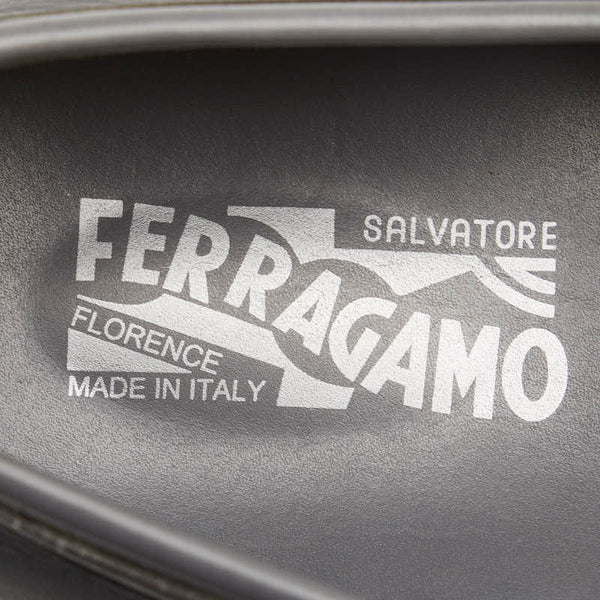 SALVATORE
FERRAGAMO
FLORENCE
MADE IN ITALY